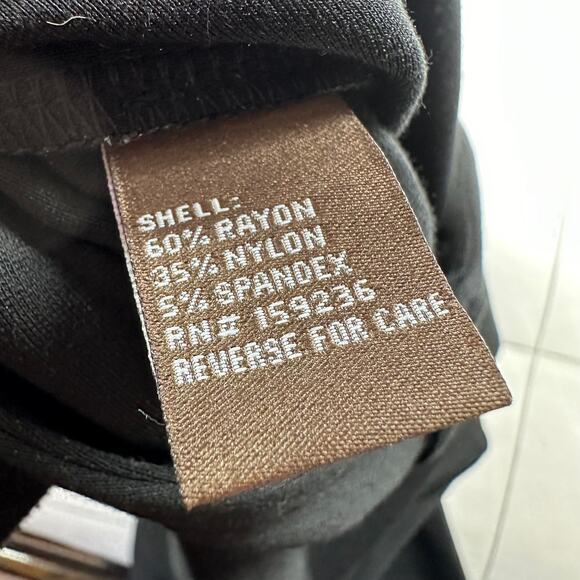 SHELL:
60% RAYON
35% NYLON
5% SPANDEX
RN# 159236
REVERSE FOR CARE